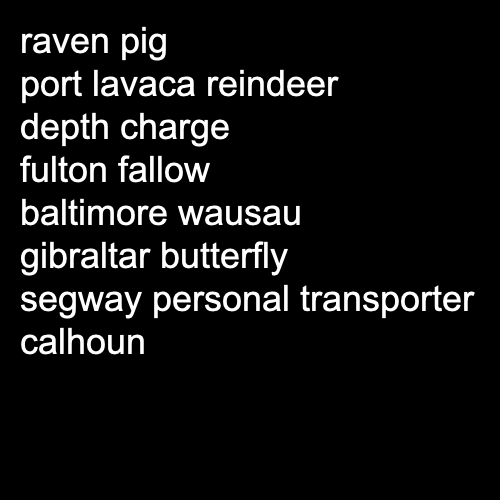 raven pig
port lavaca reindeer
depth charge
fulton fallow
baltimore wausau
gibraltar butterfly
segway personal transporter
calhoun